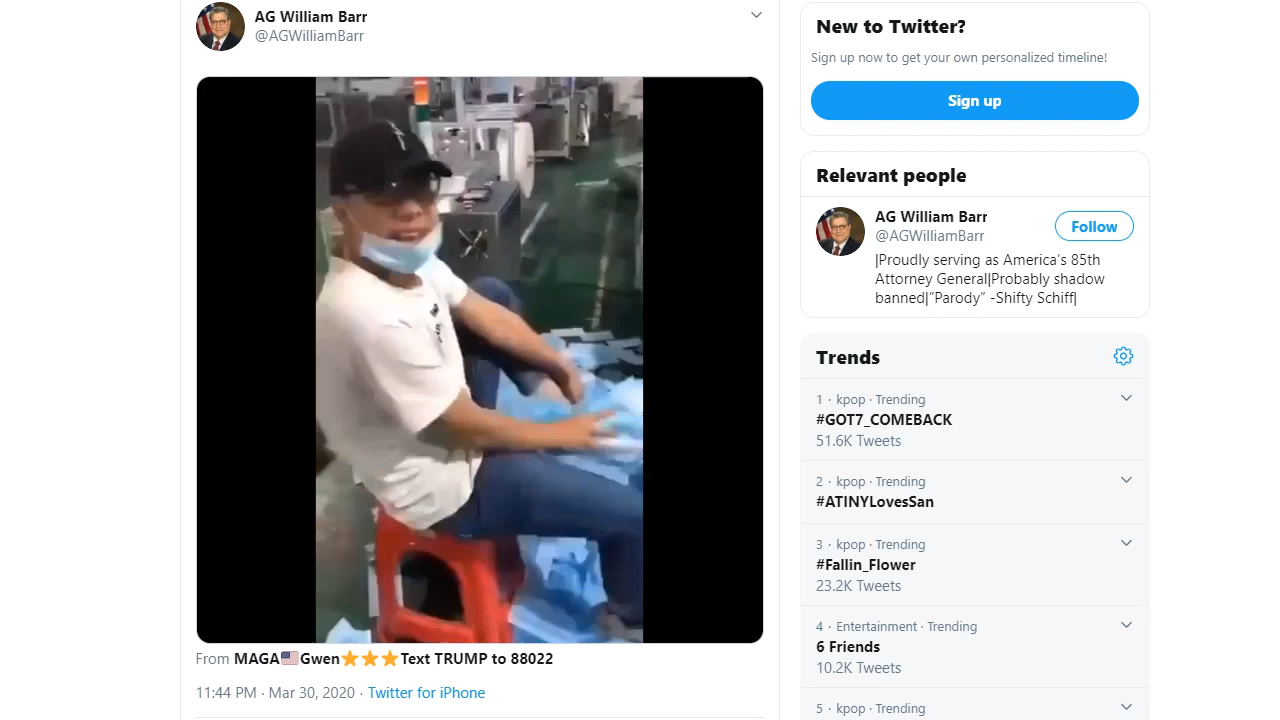 AG William Barr
@AGWilliamBarr
From MAGA🇺🇸Gwen⭐⭐⭐Text TRUMP to 88022
11:44 PM · Mar 30, 2020 · Twitter for iPhone
New to Twitter?
Sign up now to get your own personalized timeline!
Sign up
Relevant people
AG William Barr
@AGWilliamBarr
Follow
|Proudly serving as America’s 85th
Attorney General|Probably shadow
banned|”Parody” -Shifty Schiff|
Trends
1 · kpop · Trending
#GOT7_COMEBACK
51.6K Tweets
2 · kpop · Trending
#ATINYLovesSan
3 · kpop · Trending
#Fallin_Flower
23.2K Tweets
4 · Entertainment · Trending
6 Friends
10.2K Tweets
5 · kpop · Trending